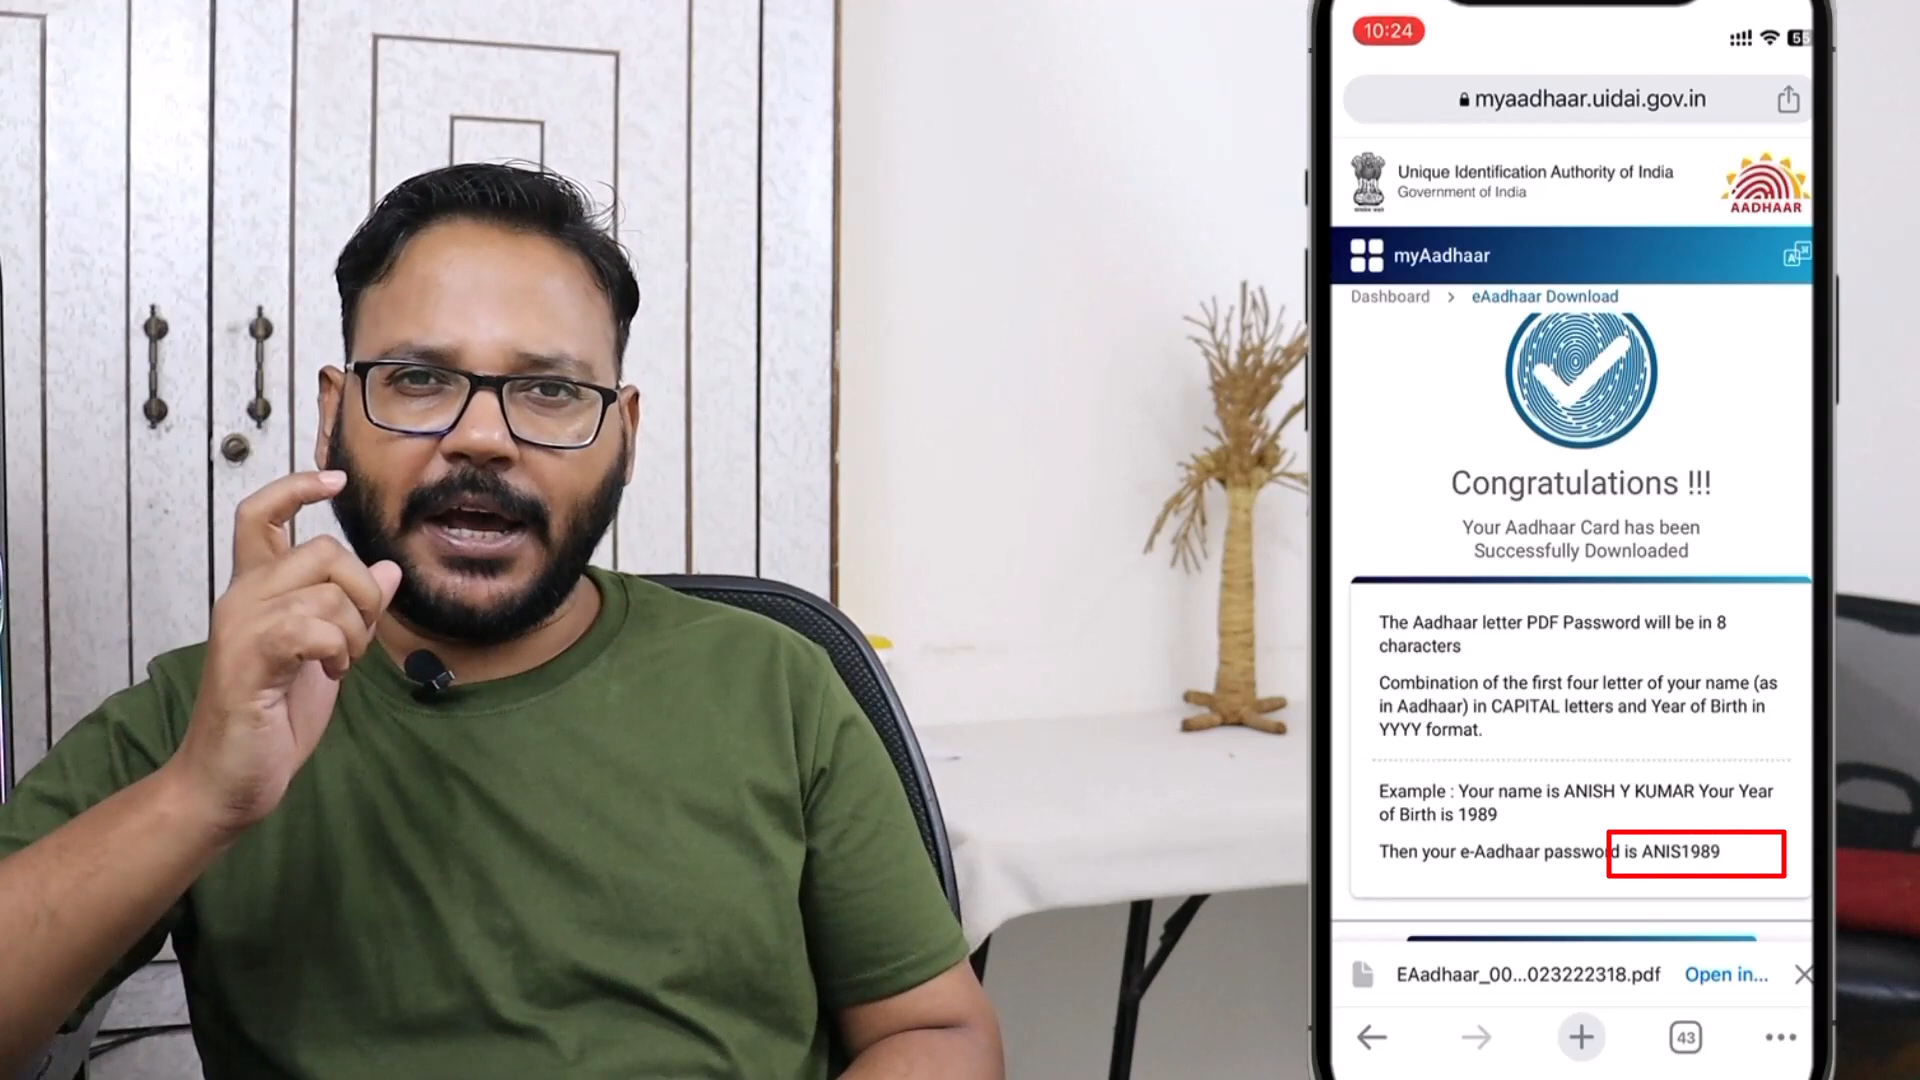 10:24
55
myaadhaar.uidai.gov.in
Unique Identification Authority of India
Government of India
AADHAAR
myAadhaar
Dashboard > eAadhaar Download
Congratulations !!!
Your Aadhaar Card has been
Successfully Downloaded
The Aadhaar letter PDF Password will be in 8
characters
Combination of the first four letter of your name (as
in Aadhaar) in CAPITAL letters and Year of Birth in
YYYY format.
Example : Your name is ANISH Y KUMAR Your Year
of Birth is 1989
Then your e-Aadhaar password is ANIS1989
EAadhaar_00...023222318.pdf Open in...
43